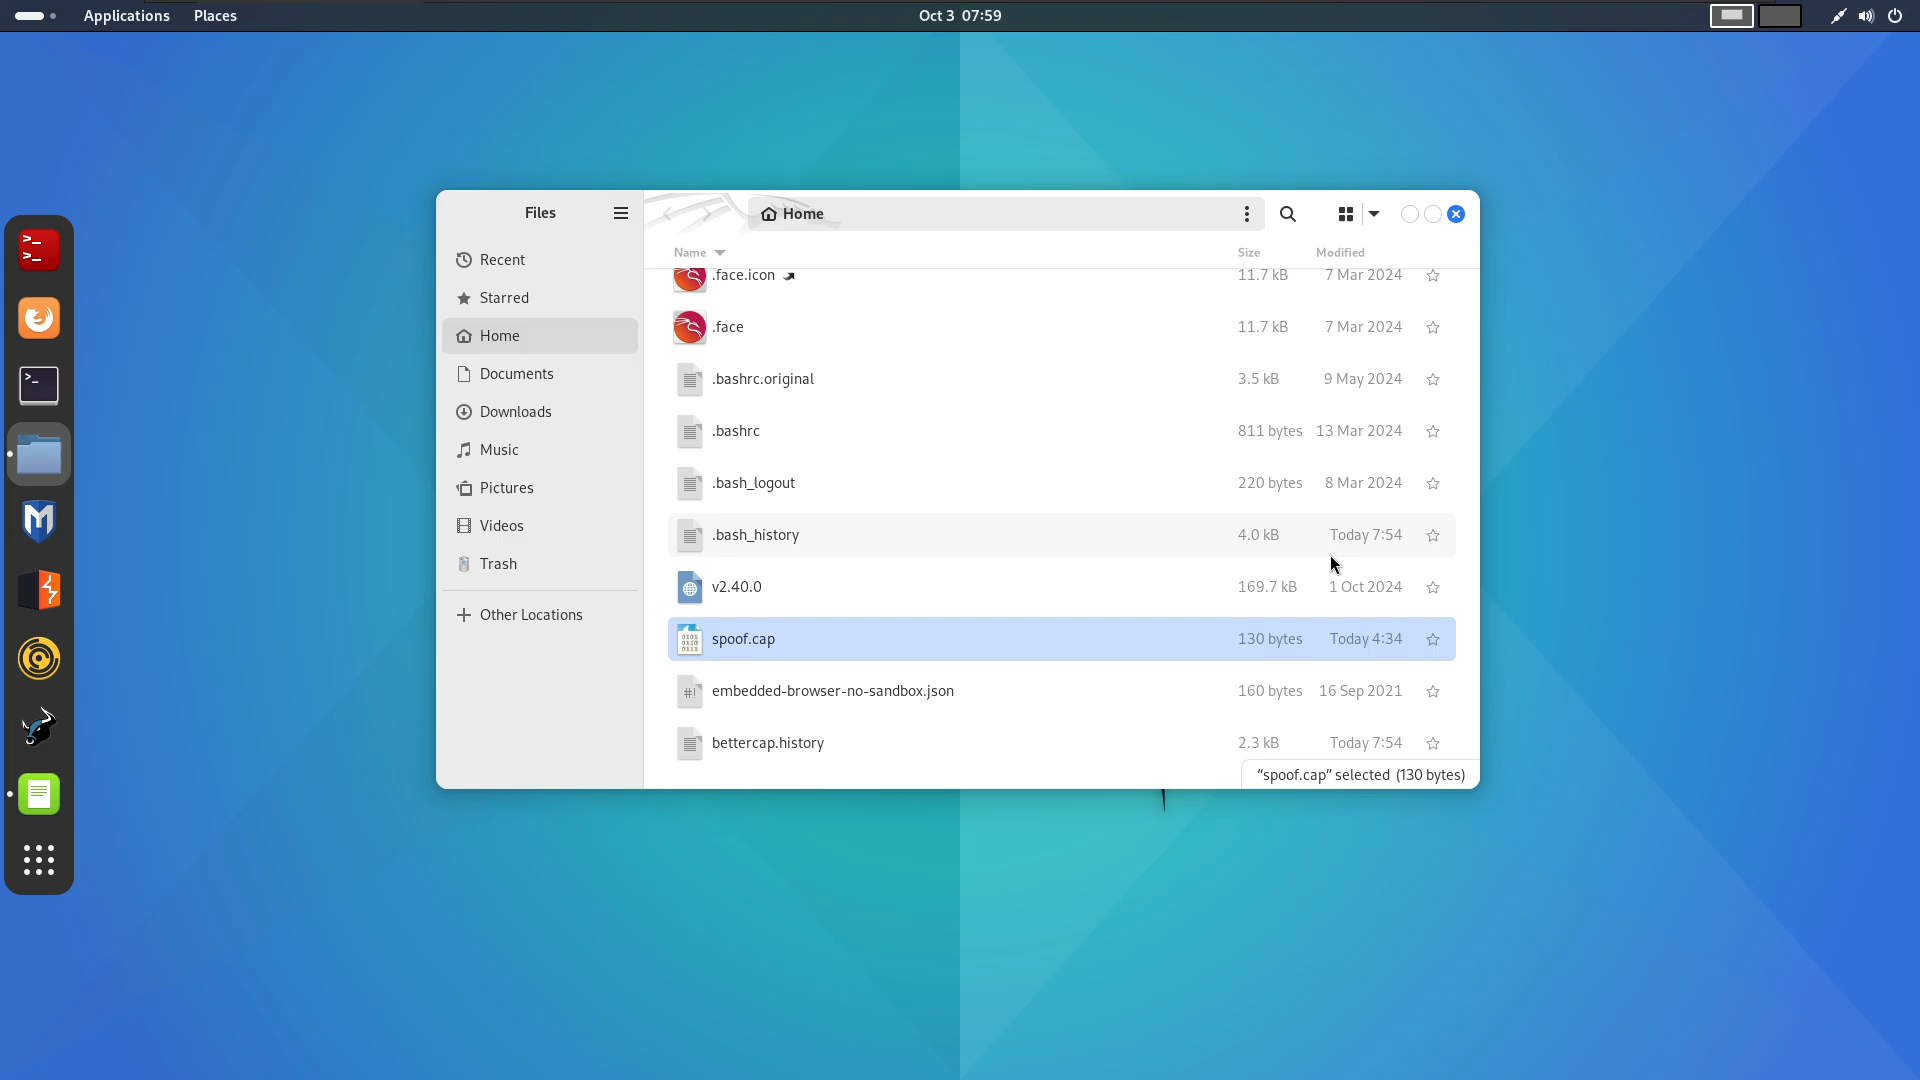 Applications Places Oct 3 07:59
Files
Home
Name Size Modified
Recent
Starred
Home
Documents
Downloads
Music
Pictures
Videos
Trash
Other Locations
.face.icon 11.7 kB 7 Mar 2024
.face 11.7 kB 7 Mar 2024
.bashrc.original 3.5 kB 9 May 2024
.bashrc 811 bytes 13 Mar 2024
.bash_logout 220 bytes 8 Mar 2024
.bash_history 4.0 kB Today 7:54
v2.40.0 169.7 kB 1 Oct 2024
spoof.cap 130 bytes Today 4:34
embedded-browser-no-sandbox.json 160 bytes 16 Sep 2021
bettercap.history 2.3 kB Today 7:54
“spoof.cap” selected (130 bytes)